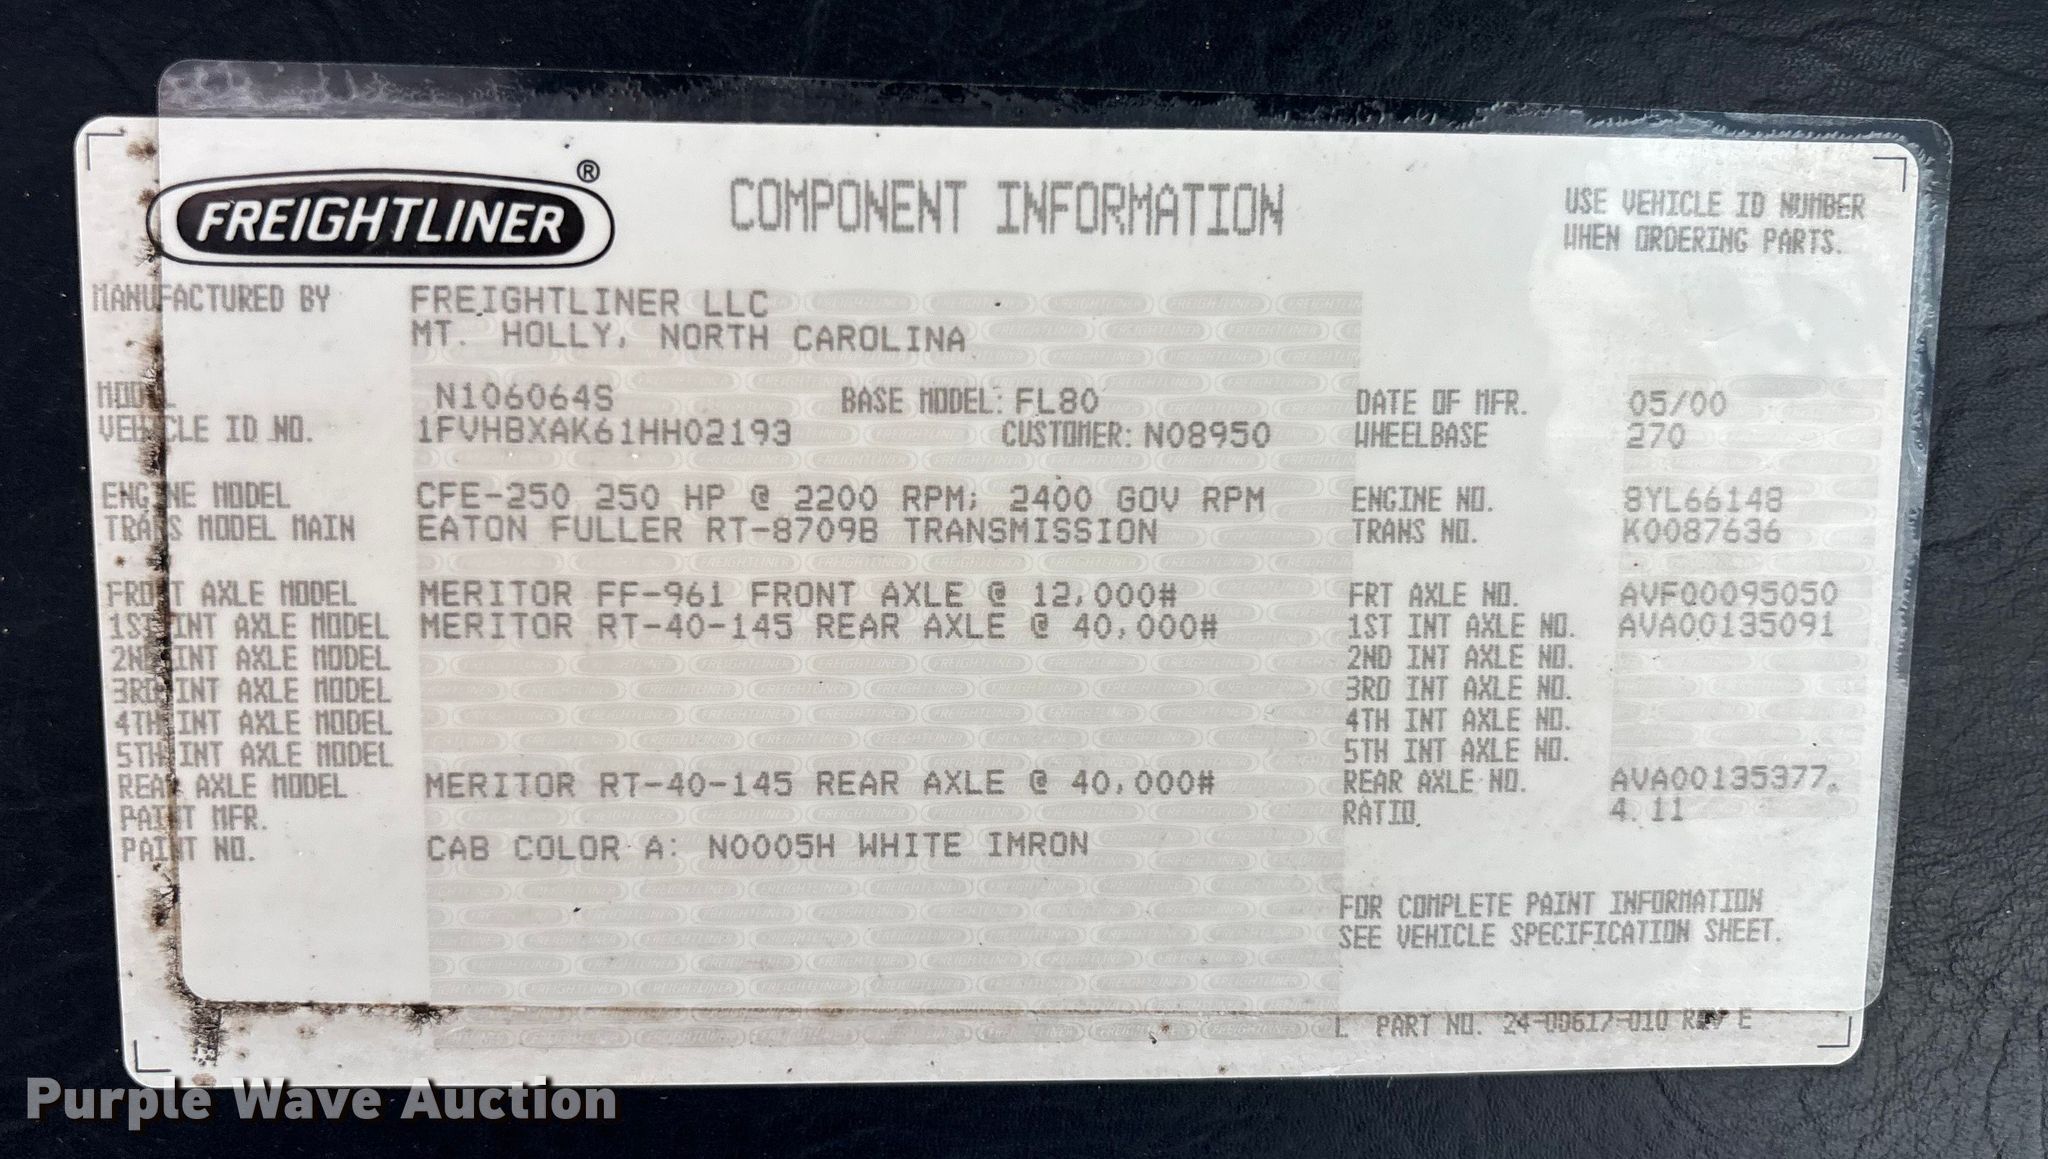 FREIGHTLINER ®
COMPONENT INFORMATION
USE VEHICLE ID NUMBER
WHEN ORDERING PARTS.
MANUFACTURED BY FREIGHTLINER LLC
MT. HOLLY, NORTH CAROLINA
MODEL N106064S BASE MODEL: FL80 DATE OF MFR. 05/00
VEHICLE ID NO. 1FVHBXAK61HH02193 CUSTOMER: N08950 WHEELBASE 270
ENGINE MODEL CFE-250 250 HP @ 2200 RPM; 2400 GOV RPM ENGINE NO. 8YL66148
TRANS MODEL MAIN EATON FULLER RT-8709B TRANSMISSION TRANS NO. K0087636
FRONT AXLE MODEL MERITOR FF-961 FRONT AXLE @ 12,000# FRT AXLE NO. AVF00095050
1ST INT AXLE MODEL MERITOR RT-40-145 REAR AXLE @ 40,000# 1ST INT AXLE NO. AVA00135091
2ND INT AXLE MODEL 2ND INT AXLE NO.
3RD INT AXLE MODEL 3RD INT AXLE NO.
4TH INT AXLE MODEL 4TH INT AXLE NO.
5TH INT AXLE MODEL 5TH INT AXLE NO.
REAR AXLE MODEL MERITOR RT-40-145 REAR AXLE @ 40,000# REAR AXLE NO. AVA00135377.
PAINT MFR. RATIO. 4.11
PAINT NO. CAB COLOR A: N0005H WHITE IMRON
FOR COMPLETE PAINT INFORMATION
SEE VEHICLE SPECIFICATION SHEET.
L PART NO. 24-00617-010 REV E
Purple Wave Auction